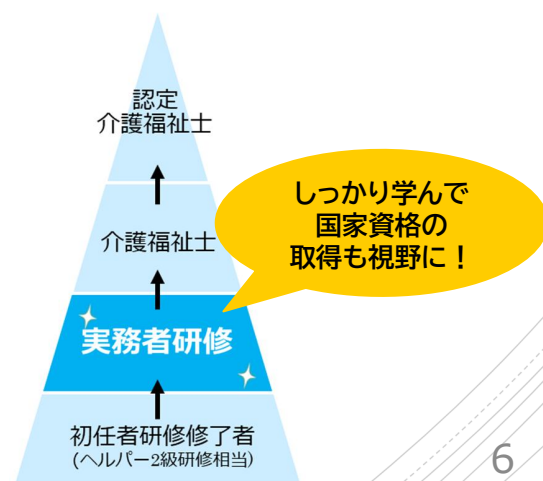 認定
介護福祉士
介護福祉士
しっかり学んで
国家資格の
取得も視野に！
実務者研修
初任者研修修了者
(ヘルパー2級研修相当)
6